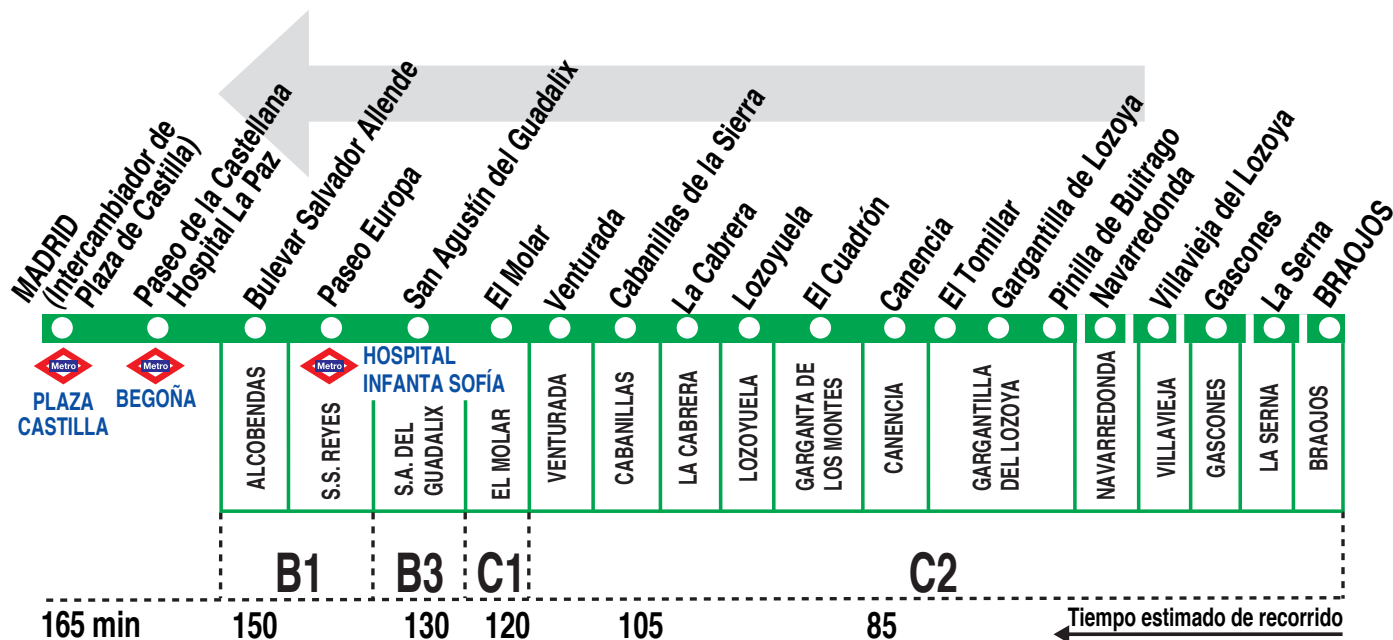 MADRID
(Intercambiador de
Plaza de Castilla)
Paseo de la Castellana
Hospital La Paz
Bulevar Salvador Allende
Paseo Europa
San Agustín del Guadalix
El Molar
Venturada
Cabanillas de la Sierra
La Cabrera
Lozoyuela
El Cuadrón
Canencia
El Tomillar
Gargantilla de Lozoya
Pinilla de Buitrago
Navarredonda
Villavieja del Lozoya
Gascones
La Serna
BRAOJOS
Metro
PLAZA
CASTILLA
Metro
BEGOÑA
Metro
HOSPITAL
INFANTA SOFÍA
ALCOBENDAS
S.S. REYES
S.A. DEL
GUADALIX
EL MOLAR
VENTURADA
CABANILLAS
LA CABRERA
LOZOYUELA
GARGANTA DE
LOS MONTES
CANENCIA
GARGANTILLA
DEL LOZOYA
NAVARREDONDA
VILLAVIEJA
GASCONES
LA SERNA
BRAOJOS
B1
B3
C1
C2
165 min
150
130
120
105
85
Tiempo estimado de recorrido